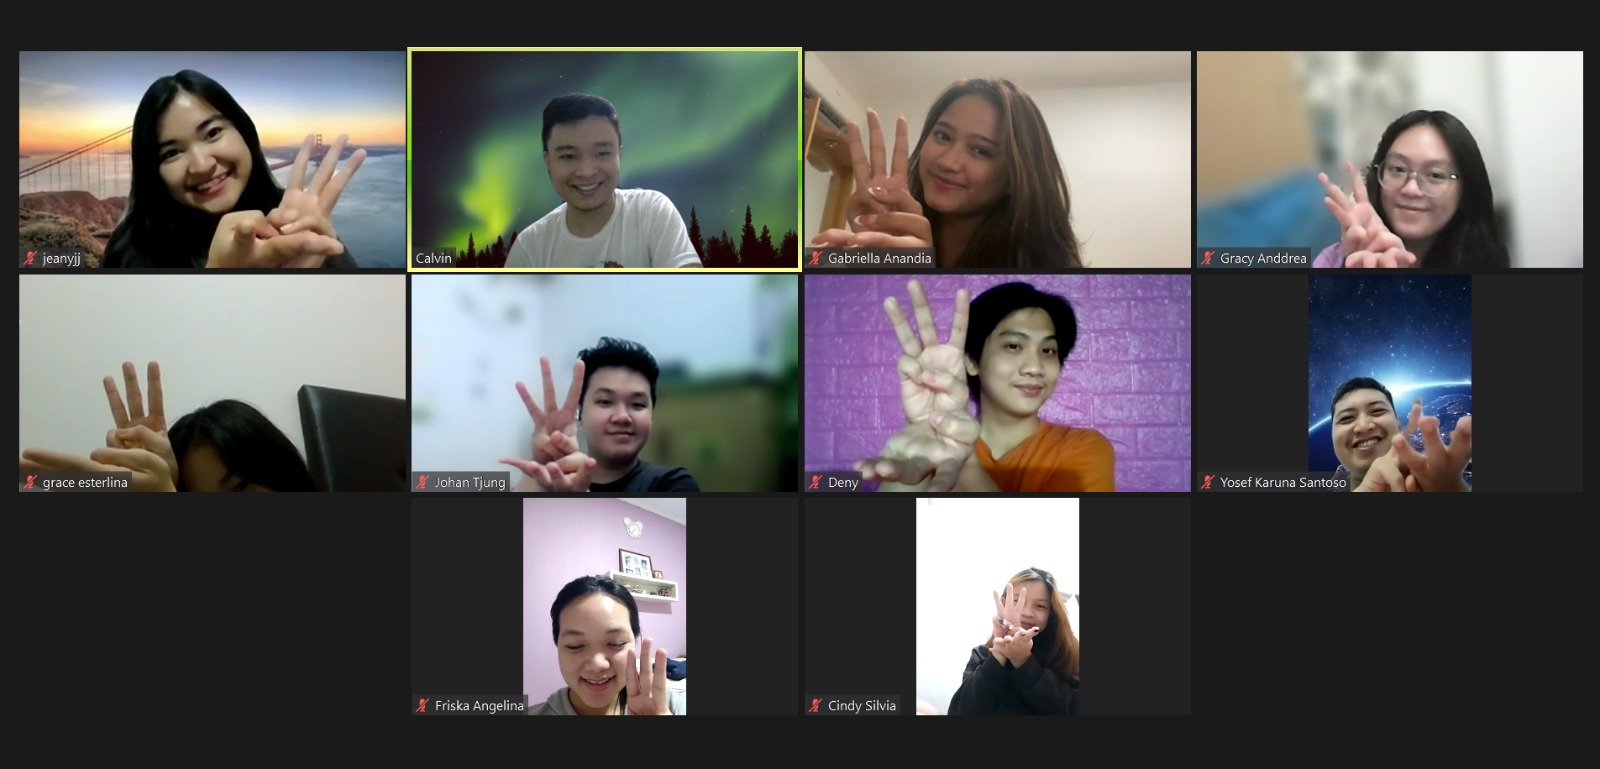 jeanyjj
Calvin
Gabriella Anandia
Gracy Anddrea
grace esterlina
Johan Tjung
Deny
Yosef Karuna Santoso
Friska Angelina
Cindy Silvia